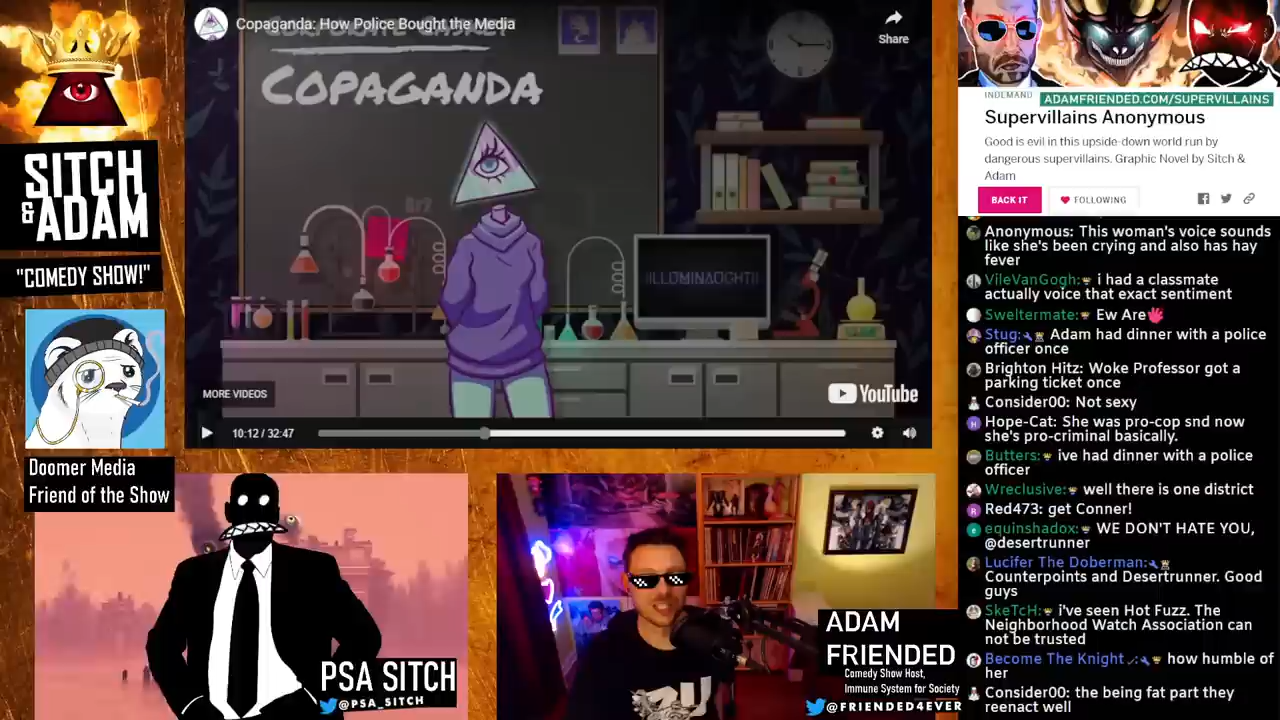 Copaganda: How Police Bought the Media
Share
COPAGANDA
ILLUMINAUGHTII
MORE VIDEOS
YouTube
10:12 / 32:47
SITCH
& ADAM
"COMEDY SHOW!"
Doomer Media
Friend of the Show
PSA SITCH
@PSA_SITCH
ADAM
FRIENDED
Comedy Show Host,
Immune System for Society
@FRIENDED4EVER
INDEMAND
ADAMFRIENDED.COM/SUPERVILLAINS
Supervillains Anonymous
Good is evil in this upside-down world run by
dangerous supervillains. Graphic Novel by Sitch &
Adam
BACK IT
FOLLOWING
Anonymous: This woman's voice sounds
like she's been crying and also has hay
fever
VileVanGogh: i had a classmate
actually voice that exact sentiment
Sweltermate: Ew Are
Stug: Adam had dinner with a police
officer once
Brighton Hitz: Woke Professor got a
parking ticket once
Consider00: Not sexy
Hope-Cat: She was pro-cop snd now
she's pro-criminal basically.
Butters: ive had dinner with a police
officer
Wreclusive: well there is one district
Red473: get Conner!
equinshadox: WE DON'T HATE YOU,
@desertrunner
Lucifer The Doberman:
Counterpoints and Desertrunner. Good
guys
SkeTcH: i've seen Hot Fuzz. The
Neighborhood Watch Association can
not be trusted
Become The Knight: how humble of
her
Consider00: the being fat part they
reenact well